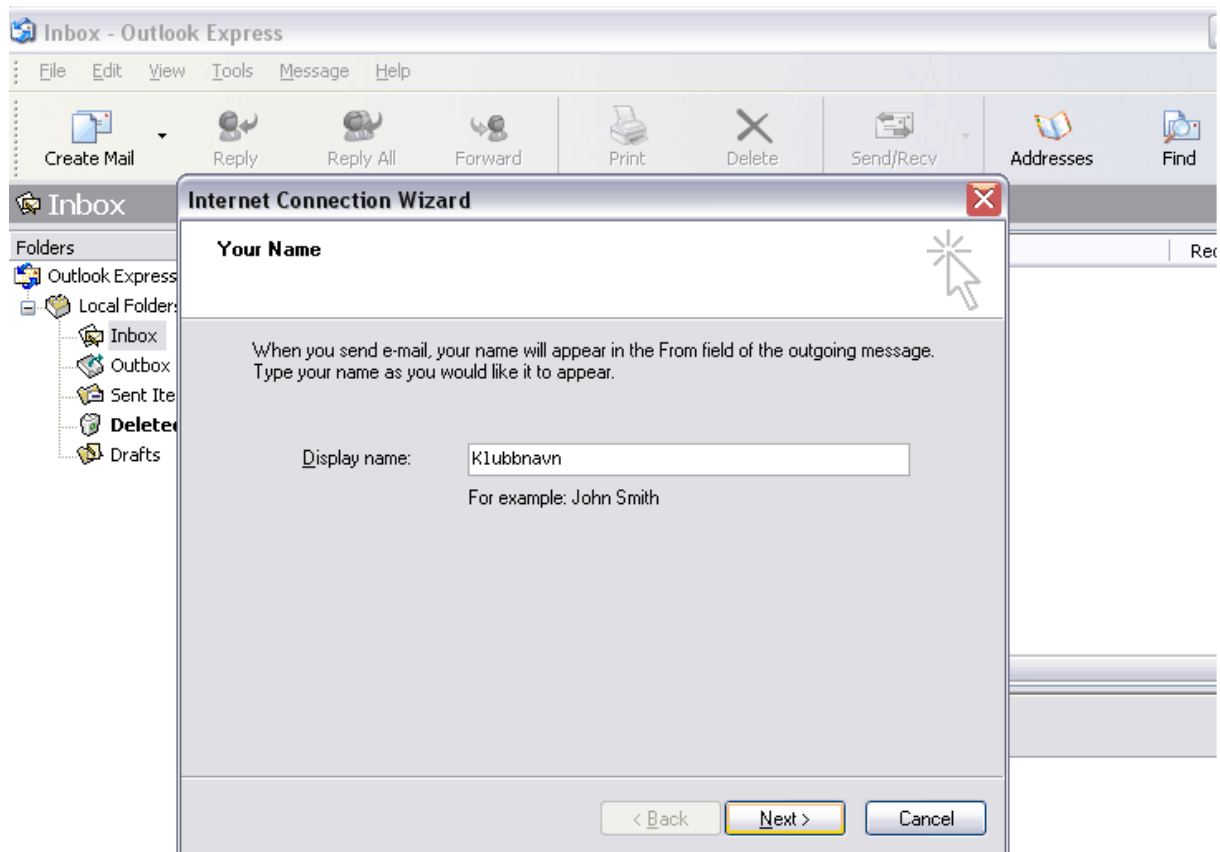 Inbox - Outlook Express
File Edit View Tools Message Help
Create Mail Reply Reply All Forward Print Delete Send/Recv Addresses Find
Inbox
Internet Connection Wizard
Folders
Your Name
Outlook Express
Local Folders
Inbox
Outbox
Sent Ite
Deleted
Drafts
When you send e-mail, your name will appear in the From field of the outgoing message.
Type your name as you would like it to appear.
Display name: Klubbnavn
For example: John Smith
< Back Next > Cancel